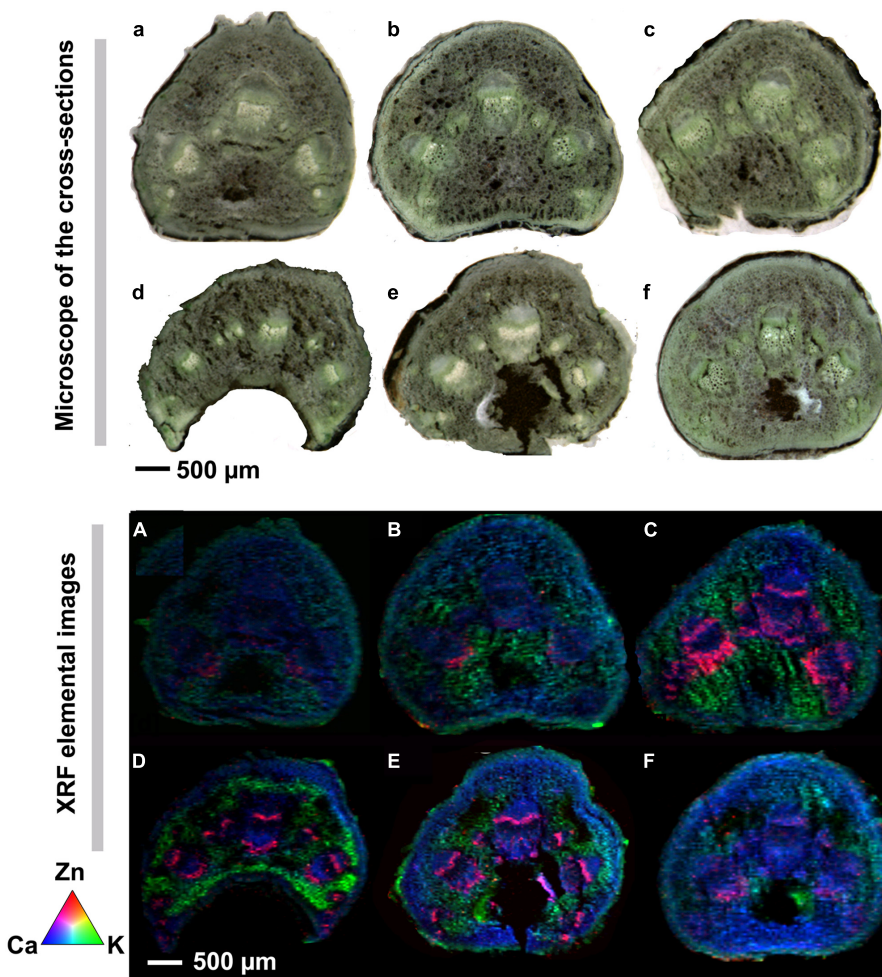 Microscope of the cross-sections
a
b
c
d
e
f
500 µm
XRF elemental images
A
B
C
D
E
F
Zn
Ca
K
500 µm